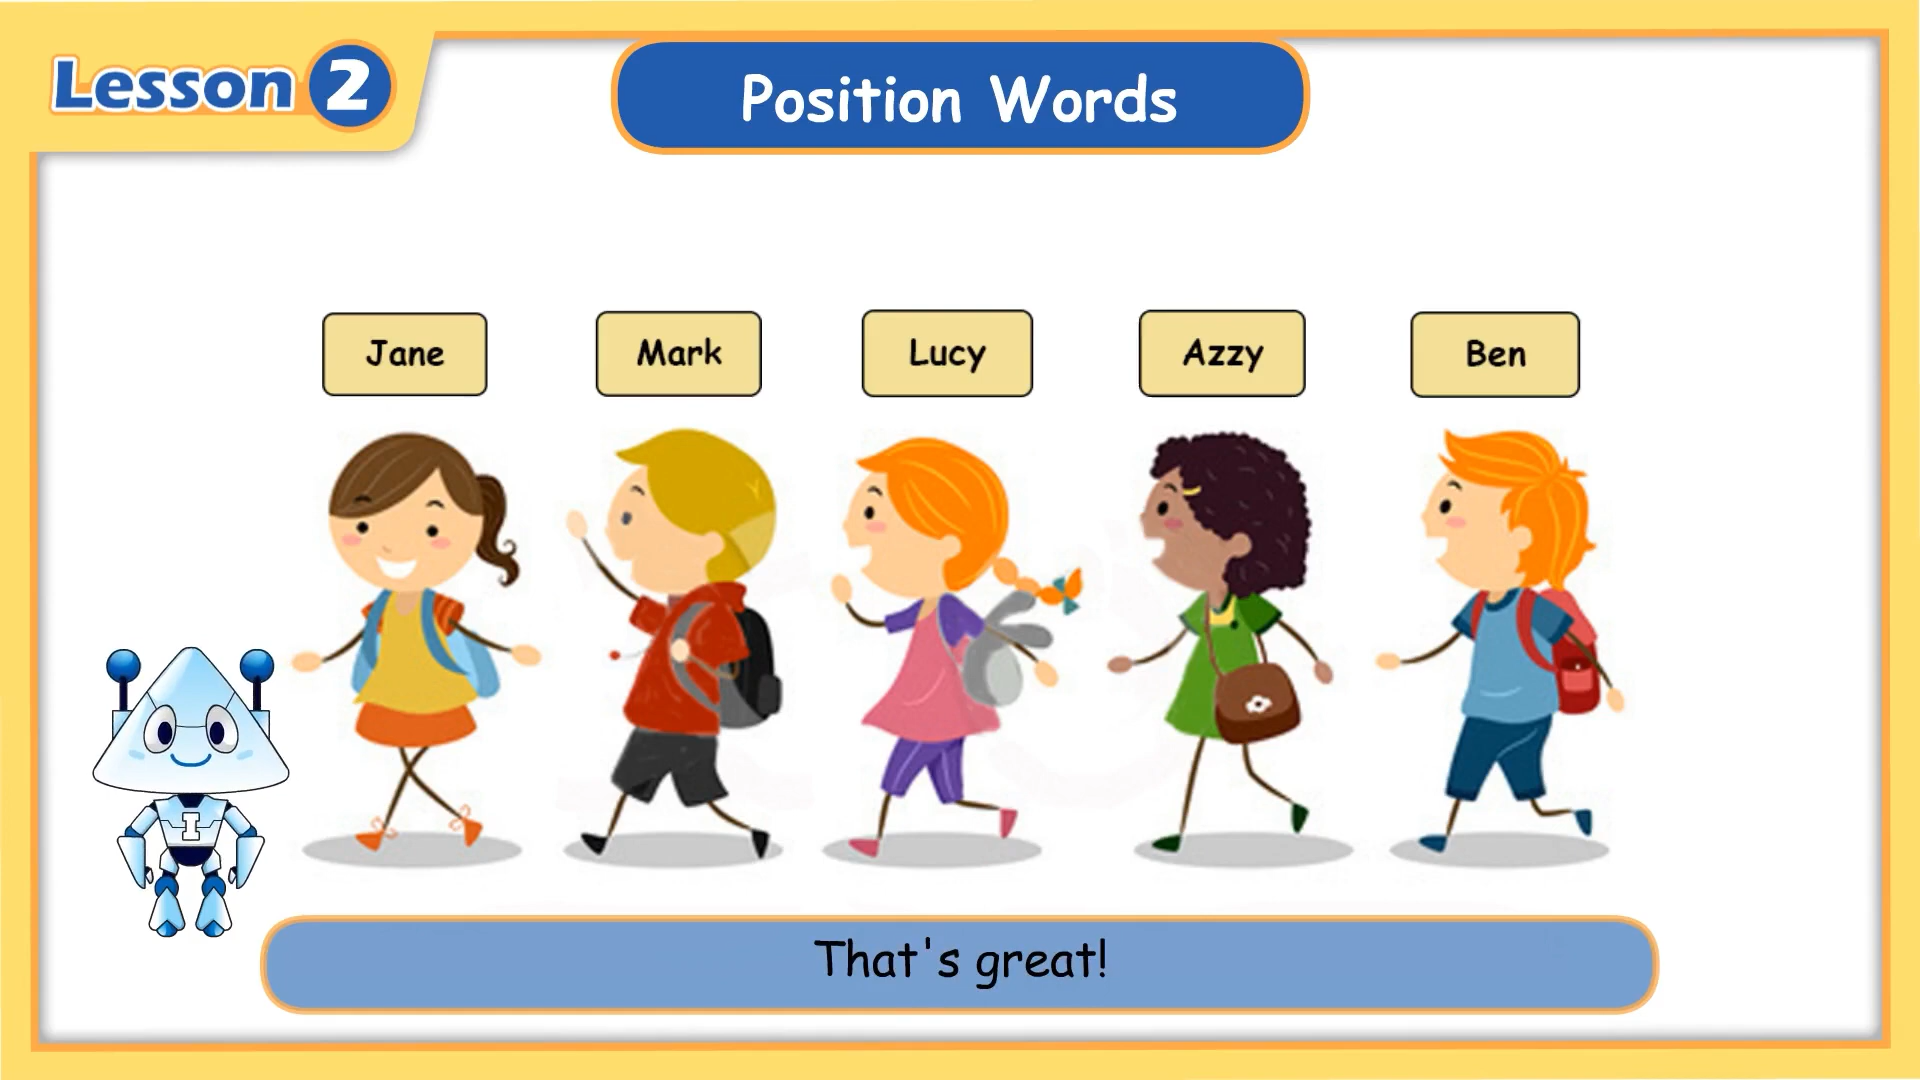 Lesson 2
Position Words
Jane
Mark
Lucy
Azzy
Ben
I
That's great!